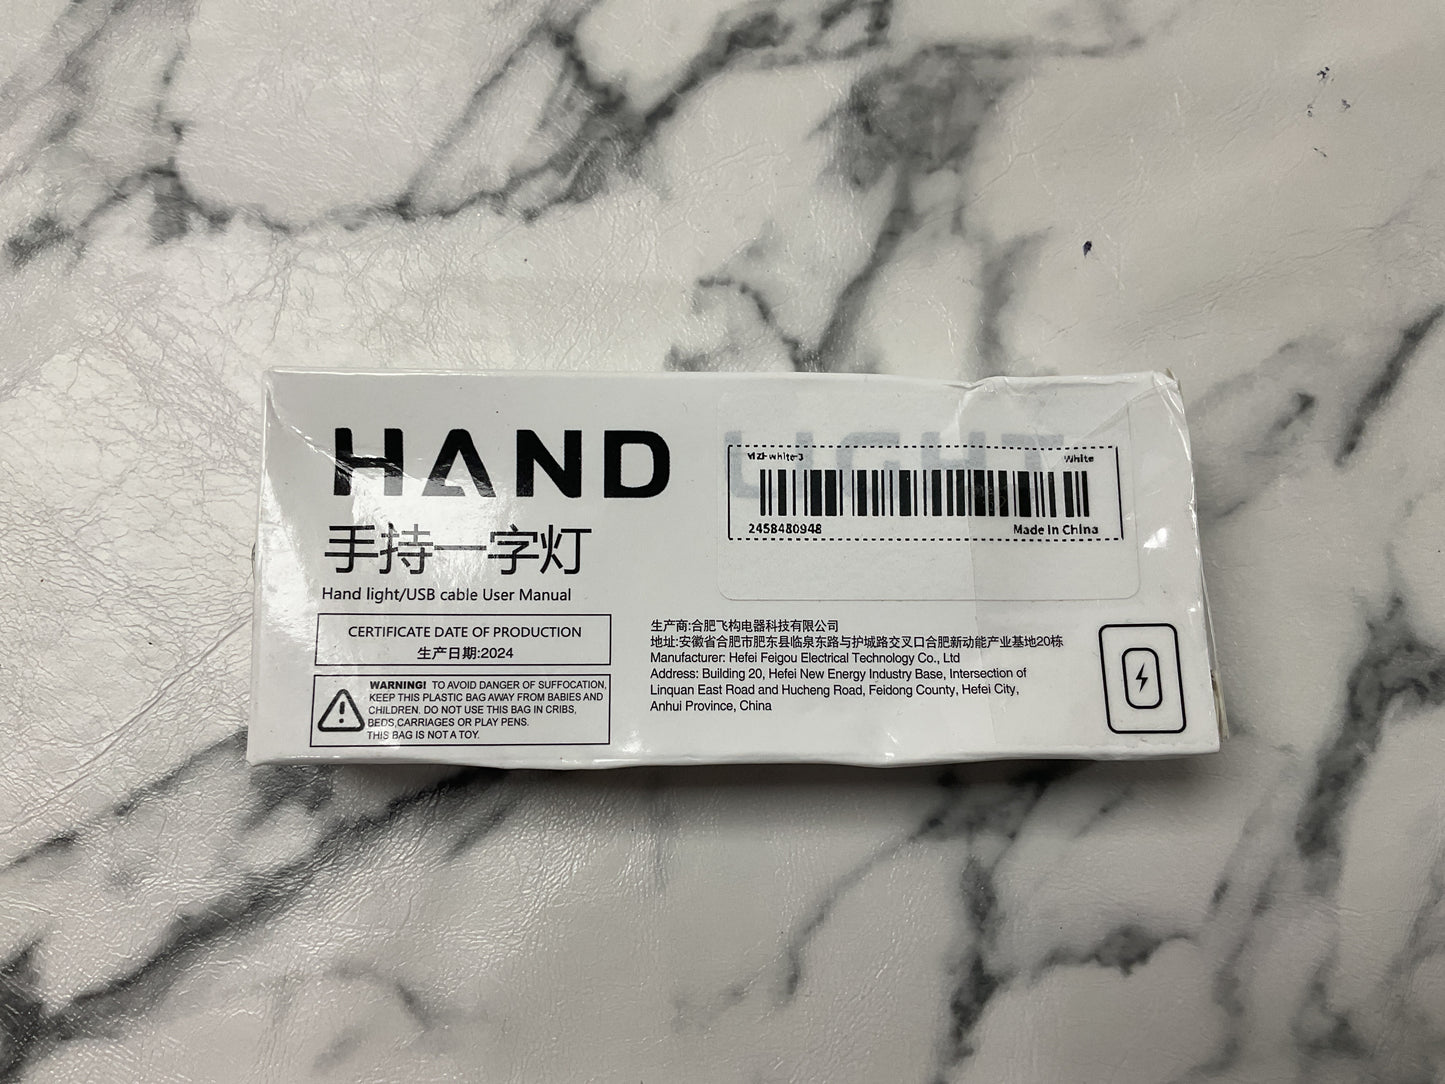 HAND LIGHT
手持一字灯
Hand light/USB cable User Manual
CERTIFICATE DATE OF PRODUCTION
生产日期:2024
WARNING! TO AVOID DANGER OF SUFFOCATION,
KEEP THIS PLASTIC BAG AWAY FROM BABIES AND
CHILDREN. DO NOT USE THIS BAG IN CRIBS,
BEDS,CARRIAGES OR PLAY PENS.
THIS BAG IS NOT A TOY.
White
2458480948 Made In China
生产商:合肥飞构电器科技有限公司
地址:安徽省合肥市肥东县临泉东路与护城路交叉口合肥新动能产业基地20栋
Manufacturer: Hefei Feigou Electrical Technology Co., Ltd
Address: Building 20, Hefei New Energy Industry Base, Intersection of
Linquan East Road and Hucheng Road, Feidong County, Hefei City,
Anhui Province, China